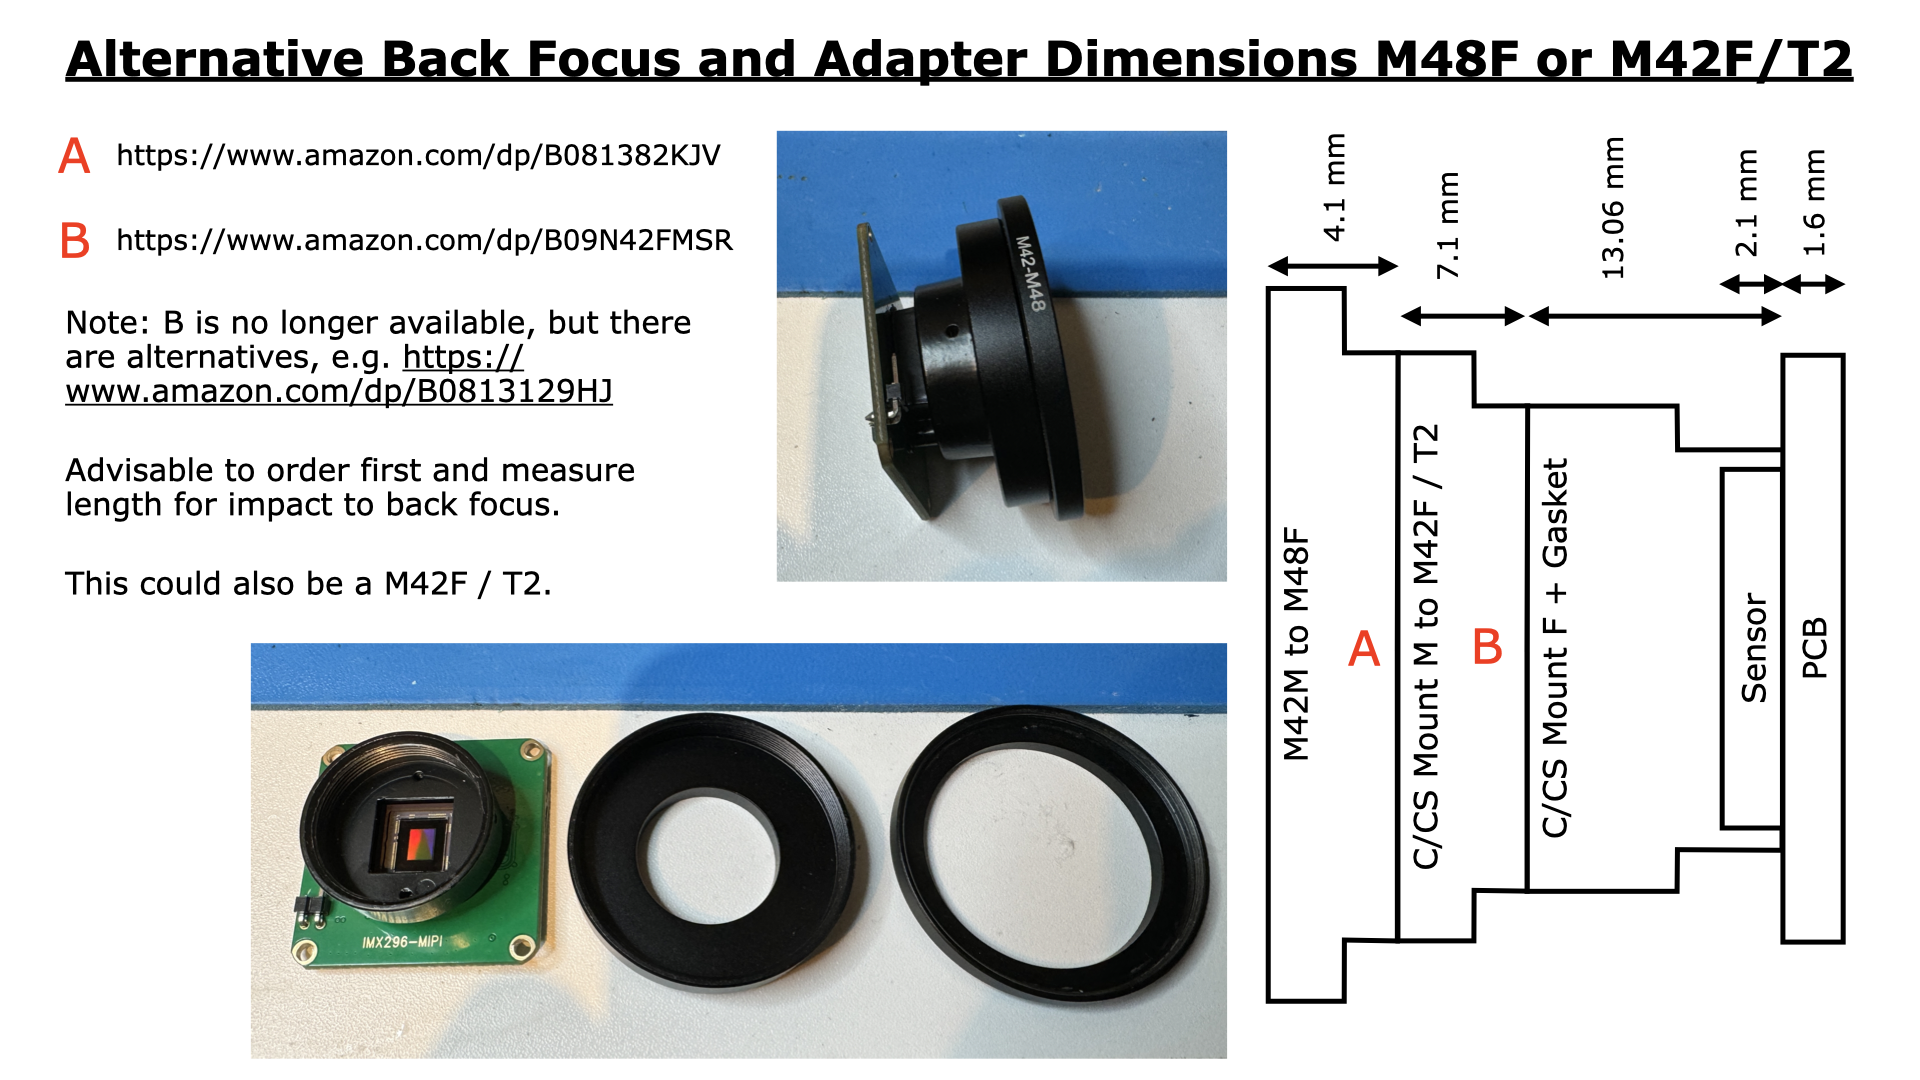 Alternative Back Focus and Adapter Dimensions M48F or M42F/T2
A https://www.amazon.com/dp/B081382KJV
B https://www.amazon.com/dp/B09N42FMSR
Note: B is no longer available, but there
are alternatives, e.g. https://
www.amazon.com/dp/B0813129HJ
Advisable to order first and measure
length for impact to back focus.
This could also be a M42F / T2.
M42-M48
IMX296-MIPI
4.1 mm
7.1 mm
13.06 mm
2.1 mm
1.6 mm
M42M to M48F
A
C/CS Mount M to M42F / T2
B
C/CS Mount F + Gasket
Sensor
PCB